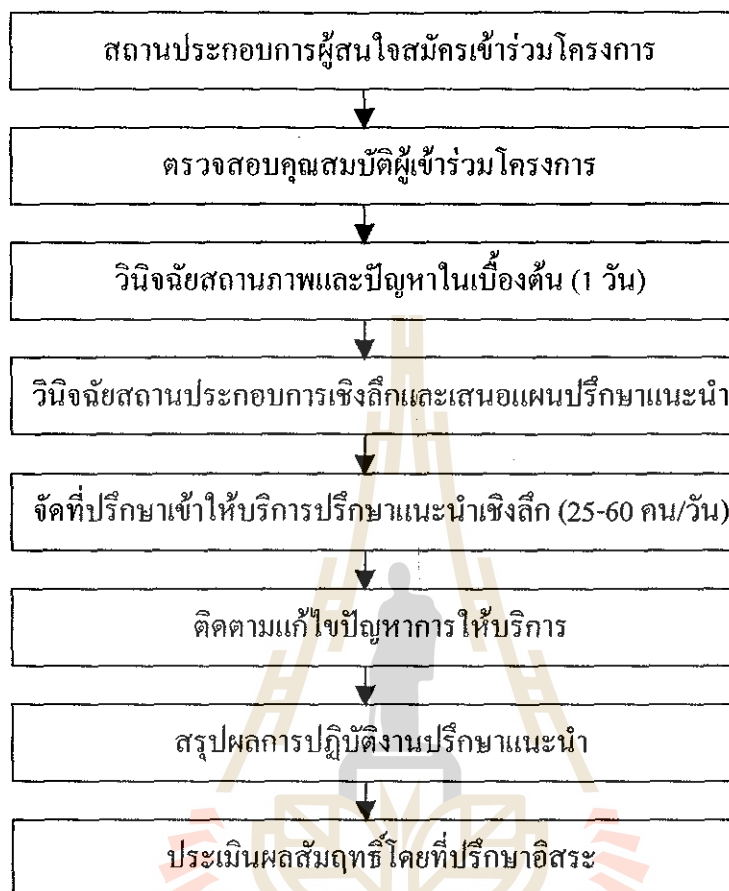 สถานประกอบการผู้สนใจสมัครเข้าร่วมโครงการ
ตรวจสอบคุณสมบัติผู้เข้าร่วมโครงการ
วินิจฉัยสถานภาพและปัญหาในเบื้องต้น (1 วัน)
วินิจฉัยสถานประกอบการเชิงลึกและเสนอแผนปรึกษาแนะนำ
จัดที่ปรึกษาเข้าให้บริการปรึกษาแนะนำเชิงลึก (25-60 คน/วัน)
ติดตามแก้ไขปัญหาการให้บริการ
สรุปผลการปฏิบัติงานปรึกษาแนะนำ
ประเมินผลสัมฤทธิ์โดยที่ปรึกษาอิสระ